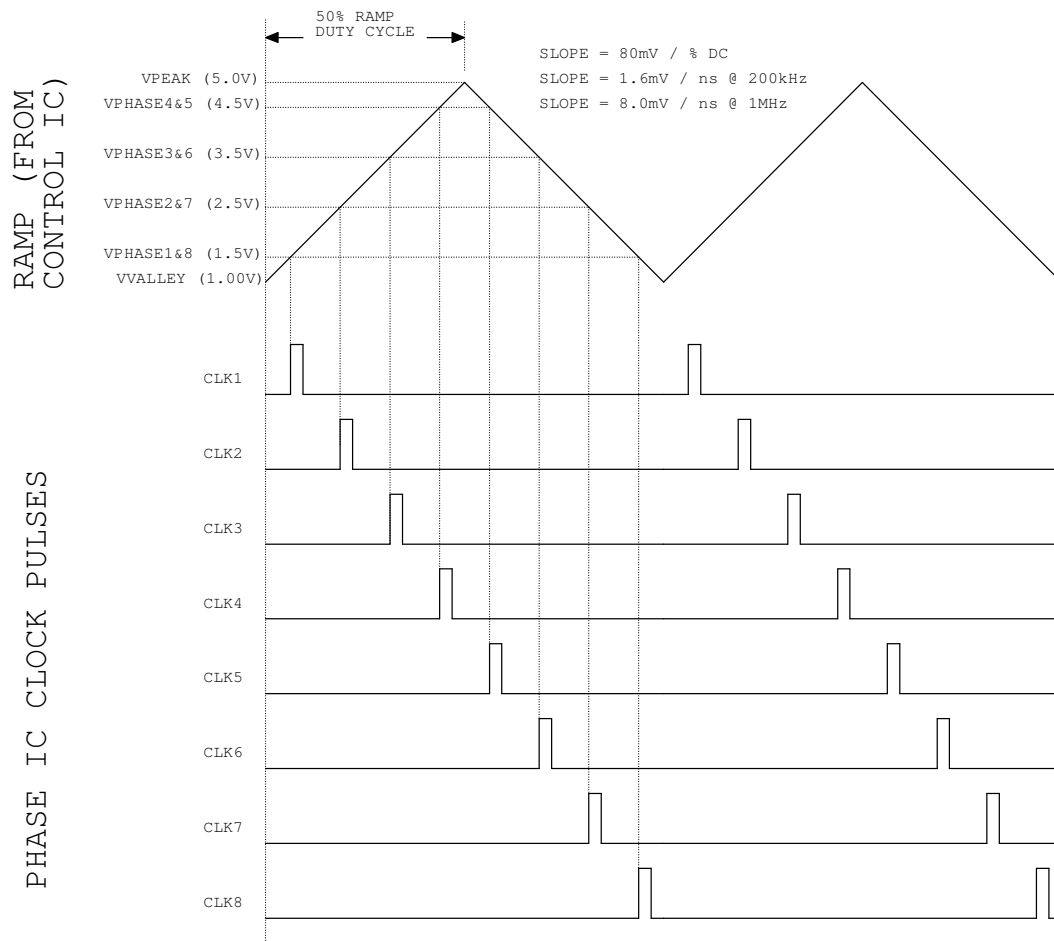 50% RAMP
DUTY CYCLE
SLOPE = 80mV / % DC
SLOPE = 1.6mV / ns @ 200kHz
SLOPE = 8.0mV / ns @ 1MHz
RAMP (FROM
CONTROL IC)
VPEAK (5.0V)
VPHASE4&5 (4.5V)
VPHASE3&6 (3.5V)
VPHASE2&7 (2.5V)
VPHASE1&8 (1.5V)
VVALLEY (1.00V)
PHASE IC CLOCK PULSES
CLK1
CLK2
CLK3
CLK4
CLK5
CLK6
CLK7
CLK8